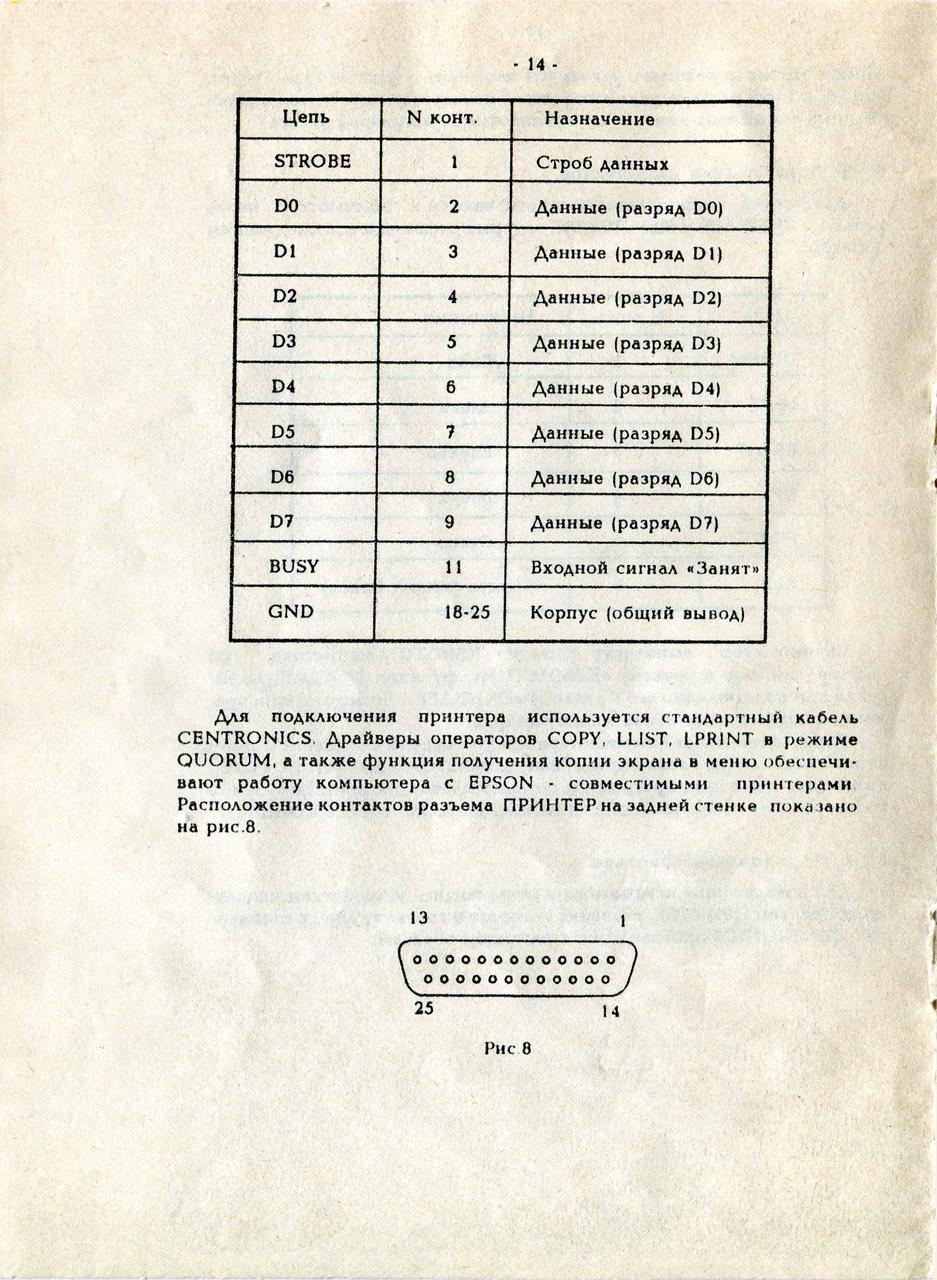 - 14 -
Цепь N конт. Назначение
STROBE 1 Строб данных
D0 2 Данные (разряд D0)
D1 3 Данные (разряд D1)
D2 4 Данные (разряд D2)
D3 5 Данные (разряд D3)
D4 6 Данные (разряд D4)
D5 7 Данные (разряд D5)
D6 8 Данные (разряд D6)
D7 9 Данные (разряд D7)
BUSY 11 Входной сигнал «Занят»
GND 18-25 Корпус (общий вывод)
Для подключения принтера используется стандартный кабель
CENTRONICS. Драйверы операторов COPY, LLIST, LPRINT в режиме
QUORUM, а также функция получения копии экрана в меню обеспечи-
вают работу компьютера с EPSON - совместимыми принтерами.
Расположение контактов разъема ПРИНТЕР на задней стенке показано
на рис.8.
13 1
25 14
Рис.8